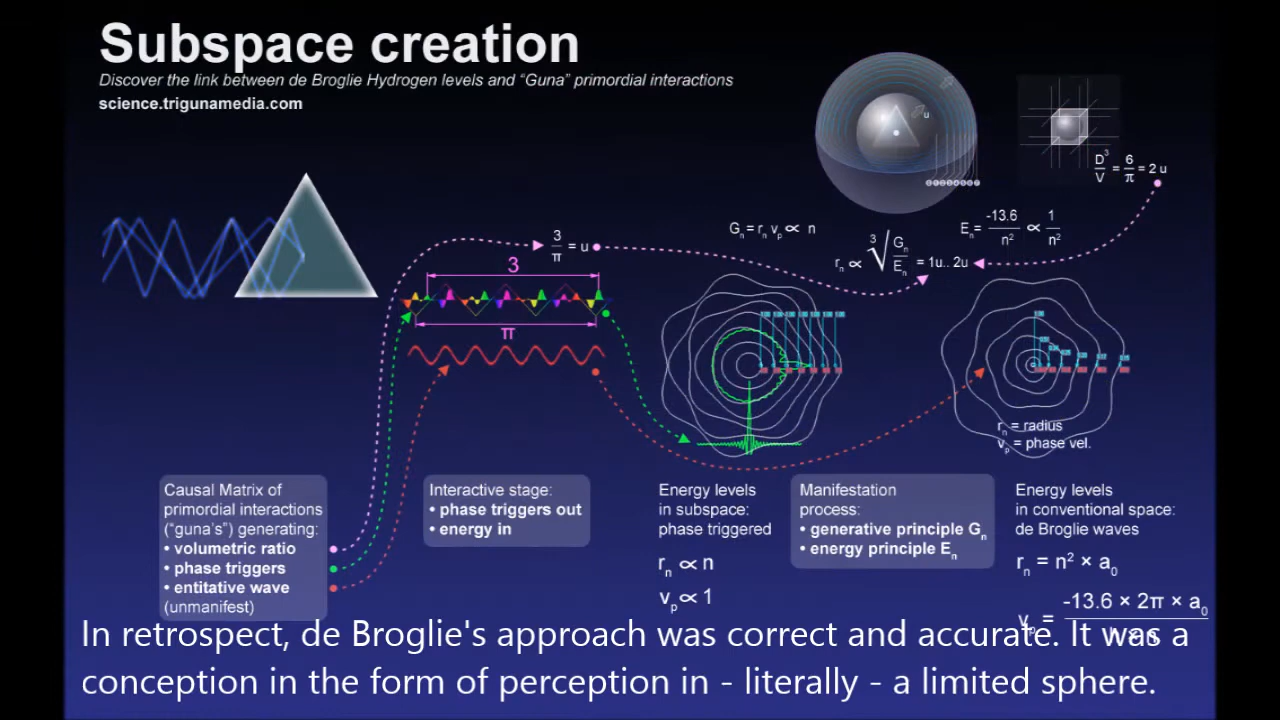 Subspace creation
Discover the link between de Broglie Hydrogen levels and “Guna” primordial interactions
science.trigunamedia.com
u
D³/V = 6/π = 2 u
Gₙ = rₙ vₚ ∝ n
Eₙ = -13.6/n² ∝ 1/n²
3/π = u
rₙ ∝ ∛(Gₙ/Eₙ) = 1u.. 2u
3
π
rₙ = radius
vₚ = phase vel.
Causal Matrix of
primordial interactions
(“guna’s”) generating:
• volumetric ratio
• phase triggers
• entitative wave
(unmanifest)
Interactive stage:
• phase triggers out
• energy in
Energy levels
in subspace:
phase triggered
rₙ ∝ n
vₚ ∝ 1
Manifestation
process:
• generative principle Gₙ
• energy principle Eₙ
Energy levels
in conventional space:
de Broglie waves
rₙ = n² × a₀
vₚ = -13.6 × 2π × a₀
In retrospect, de Broglie's approach was correct and accurate. It was a
conception in the form of perception in - literally - a limited sphere.